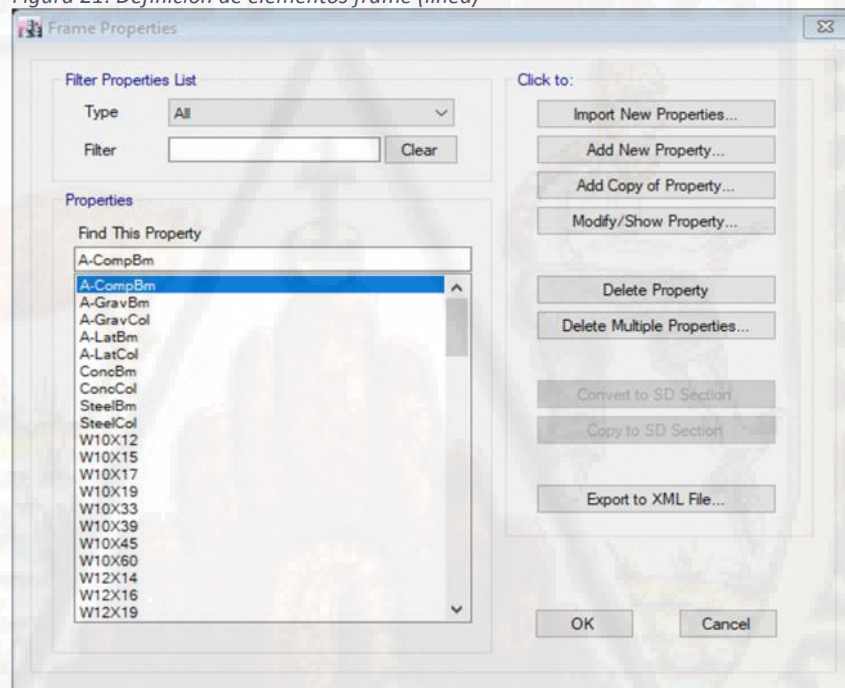 Figura 21. Definición de elementos frame (línea)
Frame Properties
Filter Properties List
Type All
Filter Clear
Properties
Find This Property
A-CompBm
A-CompBm
A-GravBm
A-GravCol
A-LatBm
A-LatCol
ConcBm
ConcCol
SteelBm
SteelCol
W10X12
W10X15
W10X17
W10X19
W10X33
W10X39
W10X45
W10X60
W12X14
W12X16
W12X19
Click to:
Import New Properties...
Add New Property...
Add Copy of Property...
Modify/Show Property...
Delete Property
Delete Multiple Properties...
Convert to SD Section
Copy to SD Section
Export to XML File...
OK Cancel